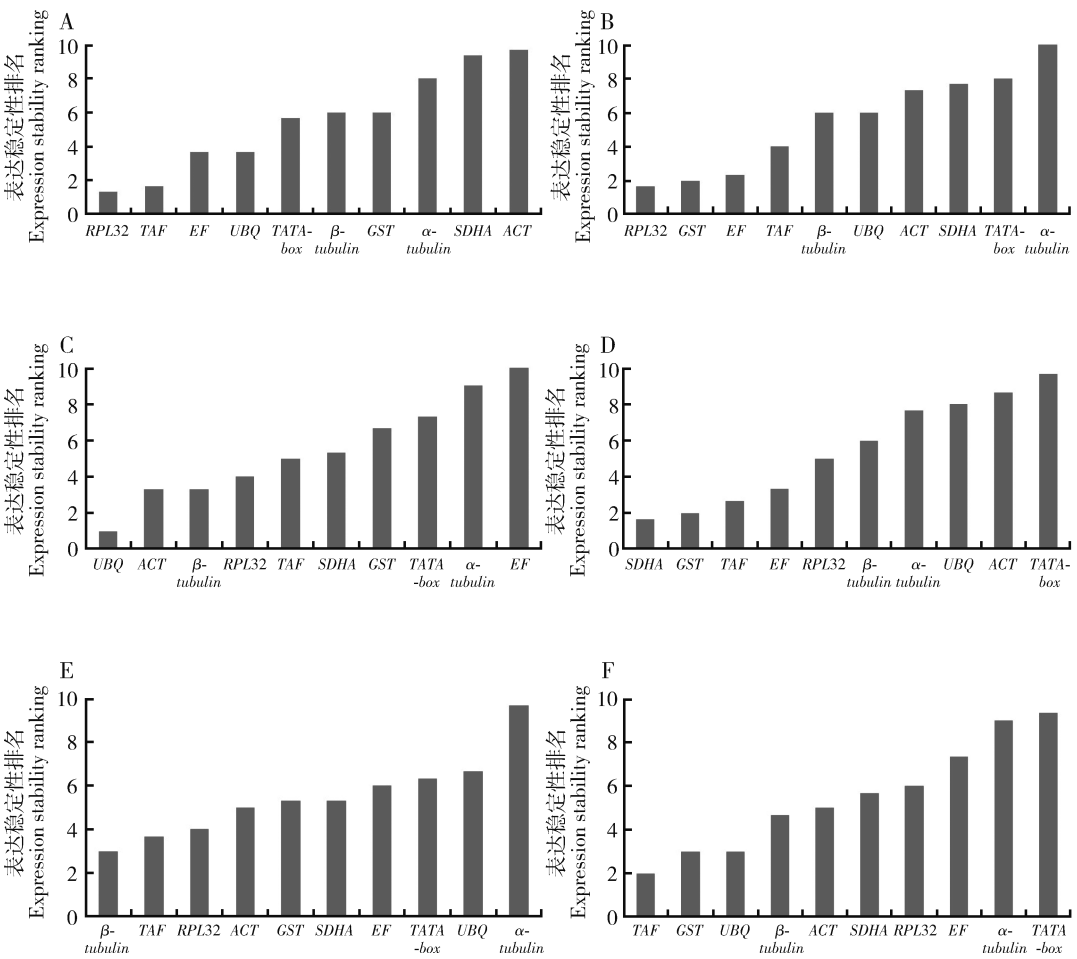 A
表达稳定性排名
Expression stability ranking
10
8
6
4
2
0
RPL32 TAF EF UBQ TATA- β- GST α- SDHA ACT
box tubulin tubulin
B
表达稳定性排名
Expression stability ranking
10
8
6
4
2
0
RPL32 GST EF TAF β- UBQ ACT SDHA TATA- α-
tubulin box tubulin
C
表达稳定性排名
Expression stability ranking
10
8
6
4
2
0
UBQ ACT β- RPL32 TAF SDHA GST TATA α- EF
tubulin -box tubulin
D
表达稳定性排名
Expression stability ranking
10
8
6
4
2
0
SDHA GST TAF EF RPL32 β- α- UBQ ACT TATA-
tubulin tubulin box
E
表达稳定性排名
Expression stability ranking
10
8
6
4
2
0
β- TAF RPL32 ACT GST SDHA EF TATA UBQ α-
tubulin -box tubulin
F
表达稳定性排名
Expression stability ranking
10
8
6
4
2
0
TAF GST UBQ β- ACT SDHA RPL32 EF α- TATA
tubulin tubulin -box